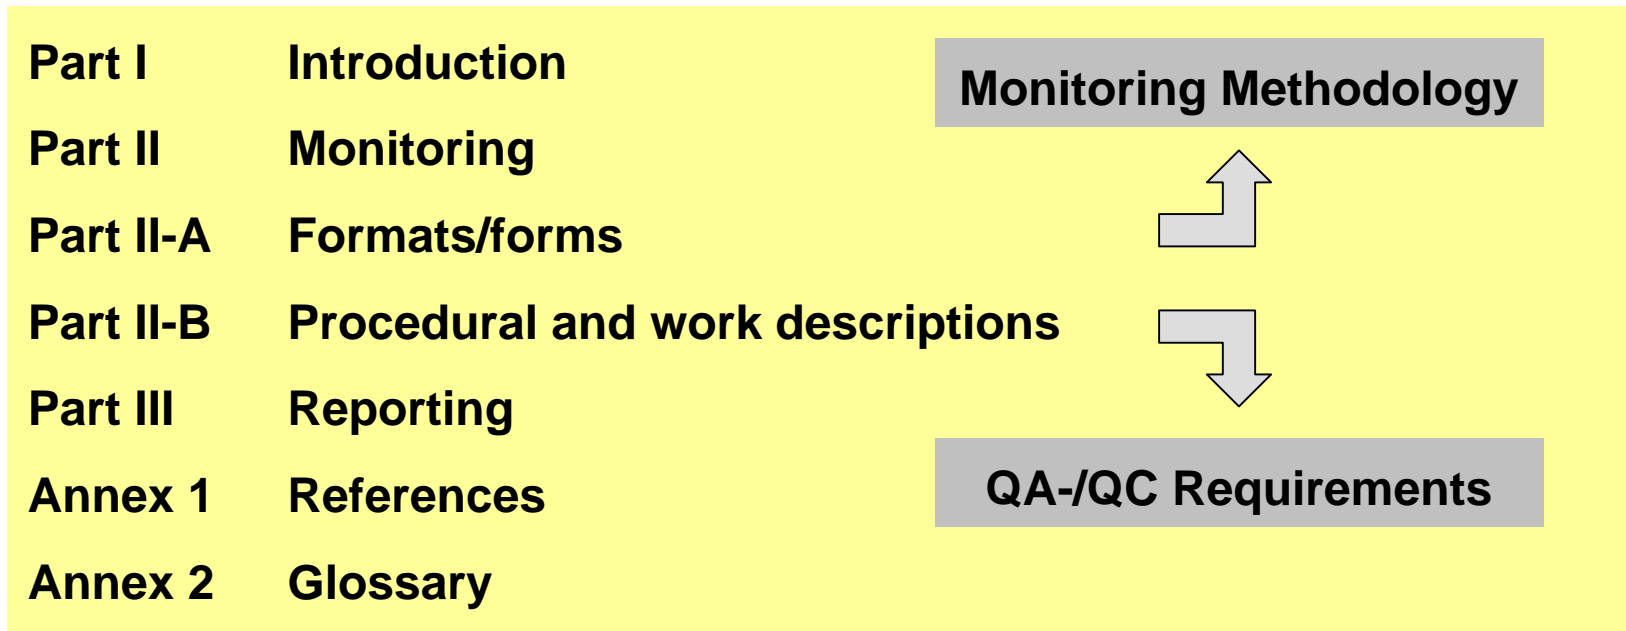 Part I Introduction
Monitoring Methodology
Part II Monitoring
Part II-A Formats/forms
Part II-B Procedural and work descriptions
Part III Reporting
Annex 1 References
QA-/QC Requirements
Annex 2 Glossary